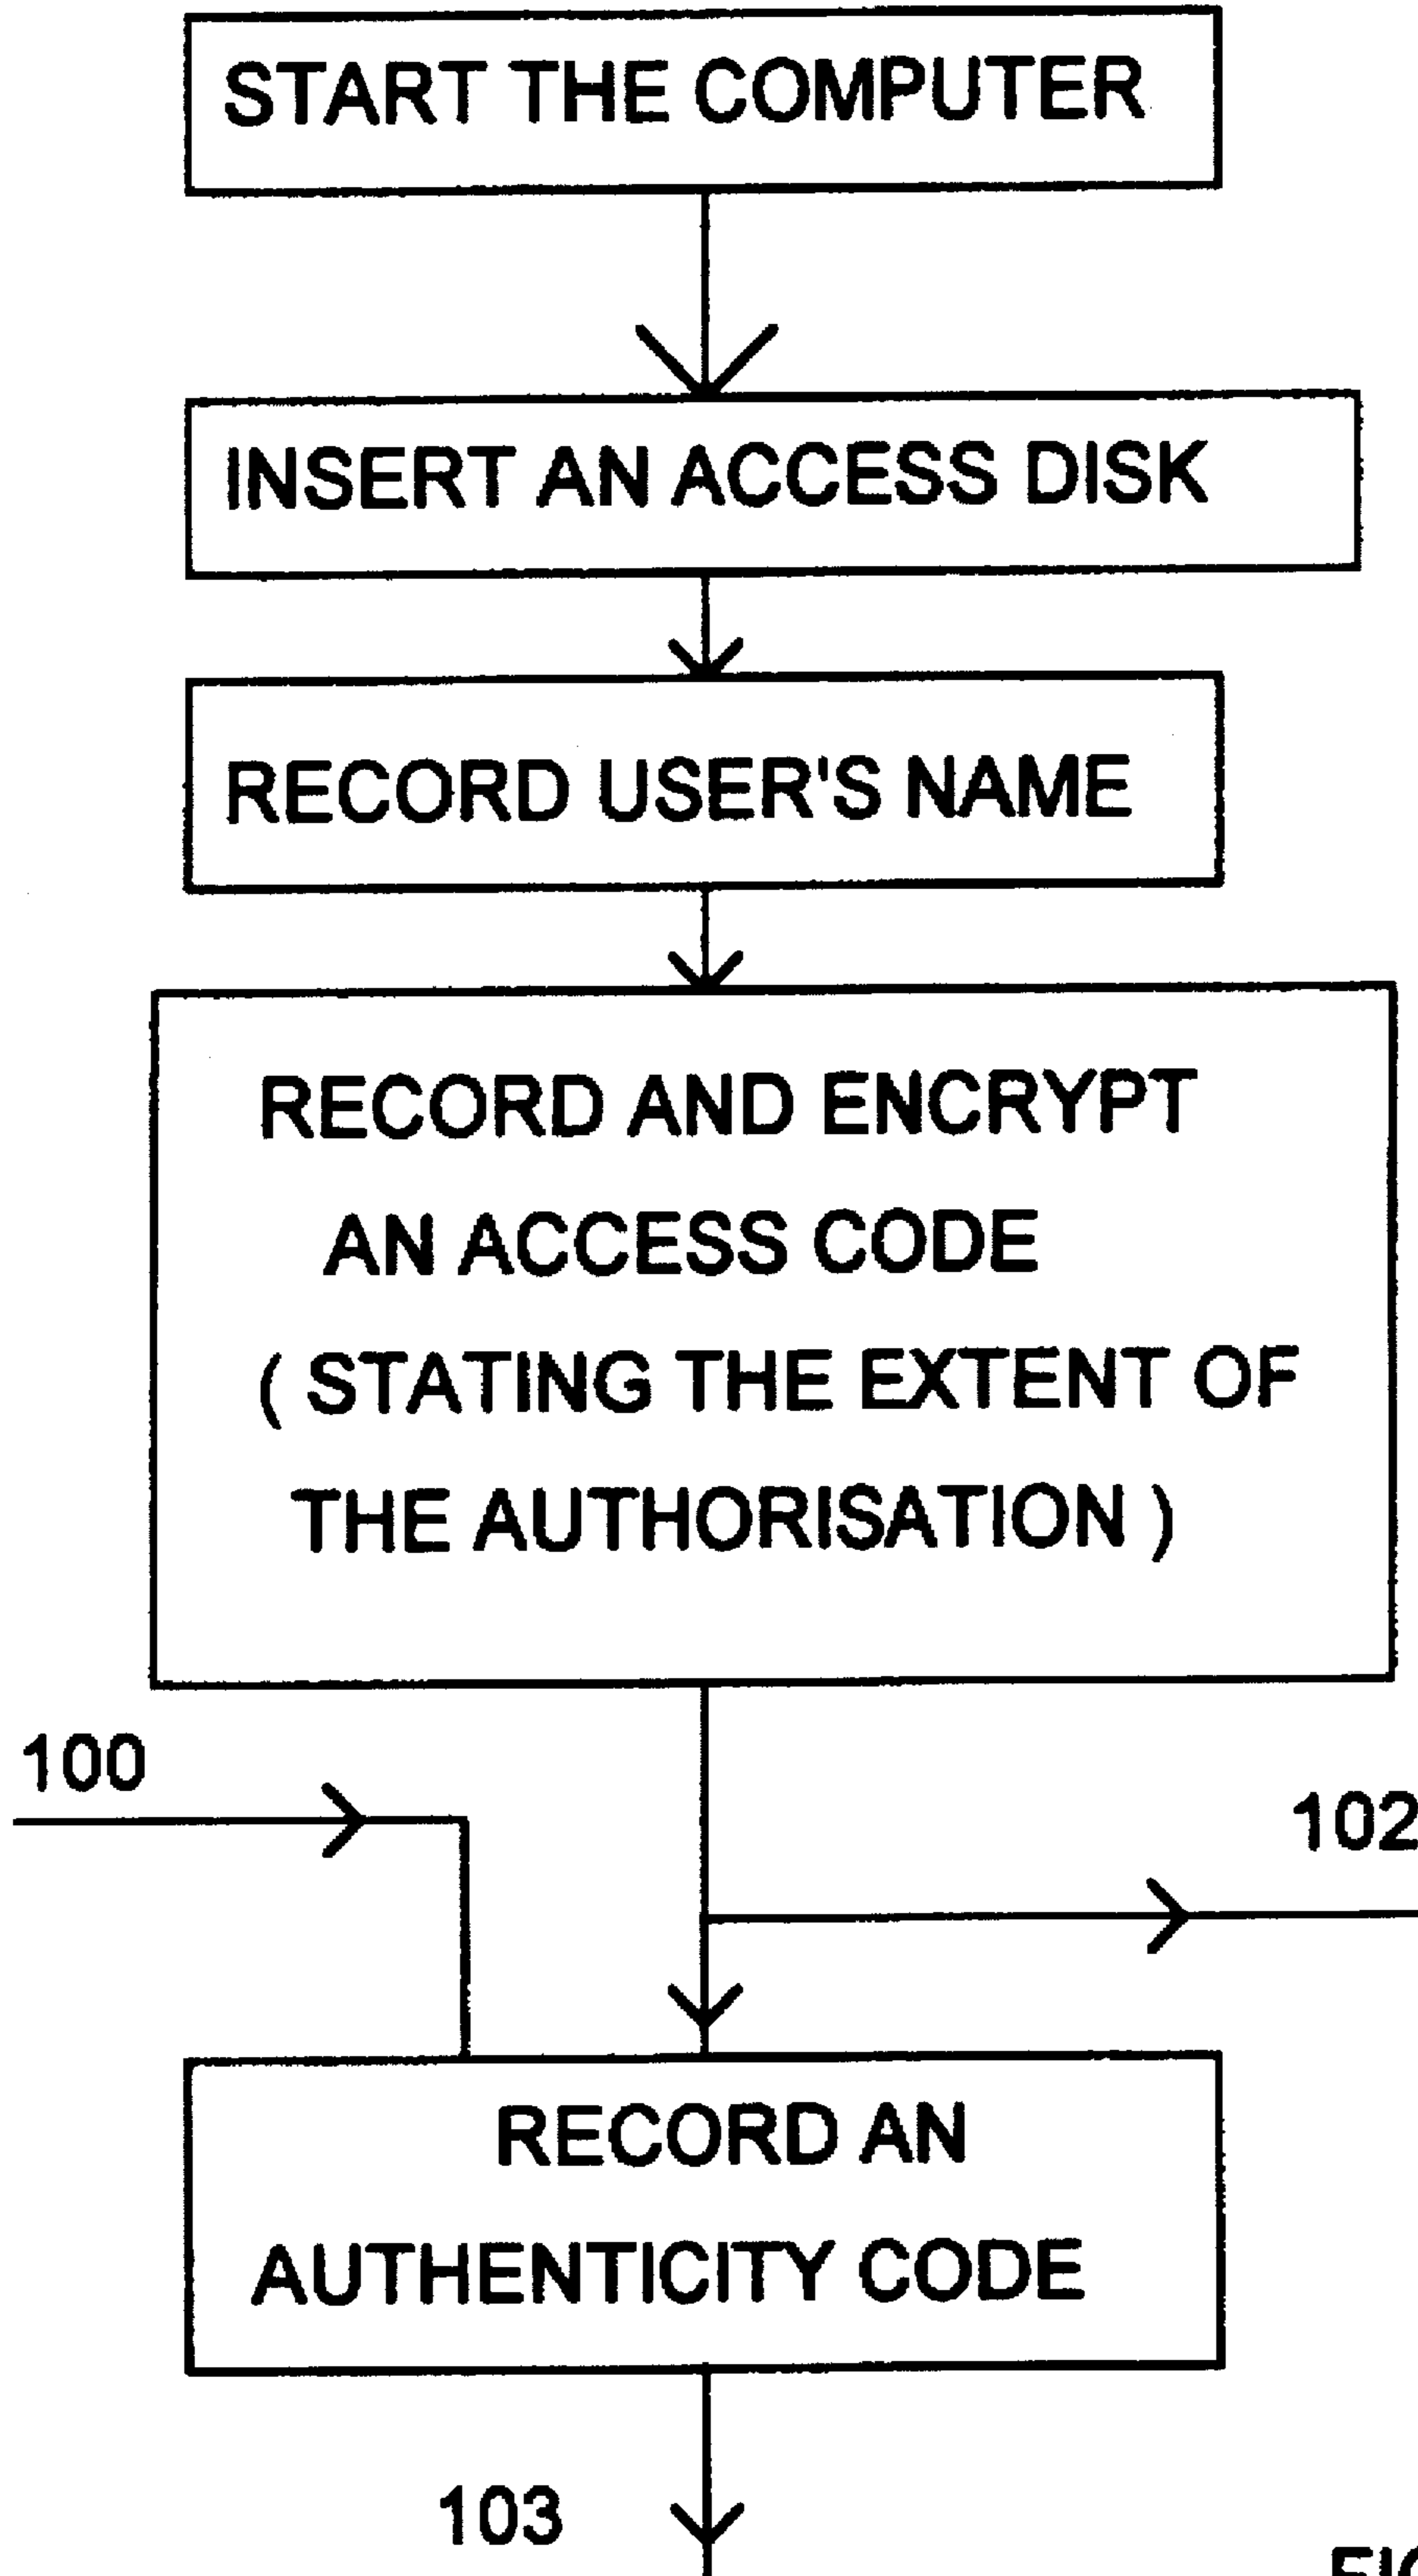 START THE COMPUTER
INSERT AN ACCESS DISK
RECORD USER'S NAME
RECORD AND ENCRYPT
AN ACCESS CODE
( STATING THE EXTENT OF
THE AUTHORISATION )
100
102
RECORD AN
AUTHENTICITY CODE
103